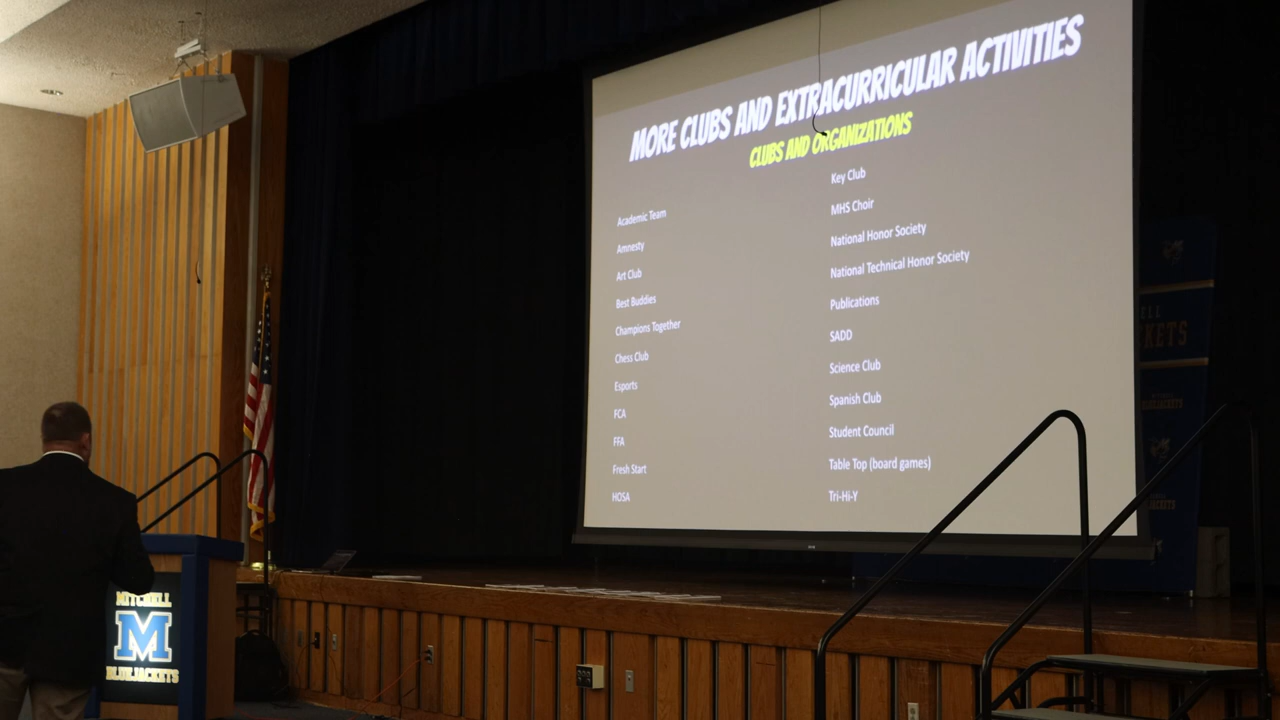 MORE CLUBS AND EXTRACURRICULAR ACTIVITIES
CLUBS AND ORGANIZATIONS
Academic Team
Amnesty
Art Club
Best Buddies
Champions Together
Chess Club
Esports
FCA
FFA
Fresh Start
HOSA
Key Club
MHS Choir
National Honor Society
National Technical Honor Society
Publications
SADD
Science Club
Spanish Club
Student Council
Table Top (board games)
Tri-Hi-Y
MITCHELL
M
BLUEJACKETS